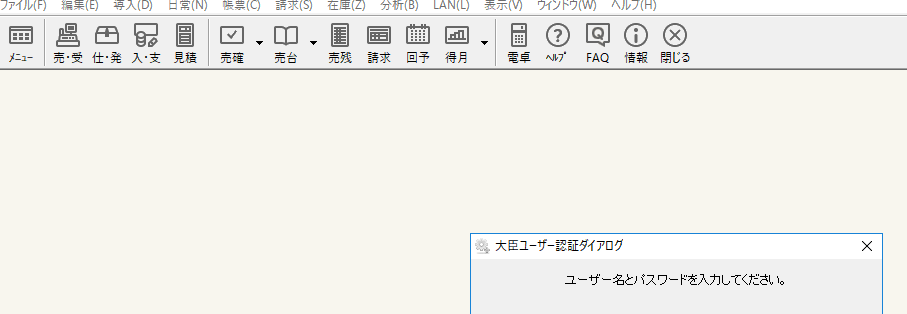 ファイル(F) 編集(E) 導入(D) 日常(N) 帳票(C) 請求(S) 在庫(Z) 分析(B) LAN(L) 表示(V) ウィンドウ(W) ヘルプ(H)
ﾒﾆｭｰ 売・受 仕・発 入・支 見積 売確 売台 売残 請求 回予 得月 電卓 ﾍﾙﾌﾟ FAQ 情報 閉じる
大臣ユーザー認証ダイアログ
ユーザー名とパスワードを入力してください。